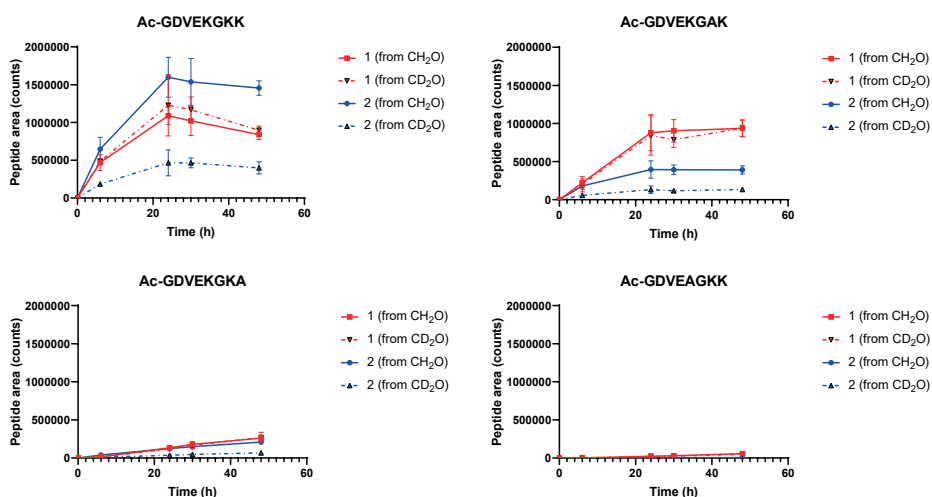 Ac-GDVEKGKK
Peptide area (counts)
2000000
1500000
1000000
500000
0
0 20 40 60
Time (h)
1 (from CH₂O)
1 (from CD₂O)
2 (from CH₂O)
2 (from CD₂O)
Ac-GDVEKGAK
Peptide area (counts)
2000000
1500000
1000000
500000
0
0 20 40 60
Time (h)
1 (from CH₂O)
1 (from CD₂O)
2 (from CH₂O)
2 (from CD₂O)
Ac-GDVEKGKA
Peptide area (counts)
2000000
1500000
1000000
500000
0
0 20 40 60
Time (h)
1 (from CH₂O)
1 (from CD₂O)
2 (from CH₂O)
2 (from CD₂O)
Ac-GDVEAGKK
Peptide area (counts)
2000000
1500000
1000000
500000
0
0 20 40 60
Time (h)
1 (from CH₂O)
1 (from CD₂O)
2 (from CH₂O)
2 (from CD₂O)